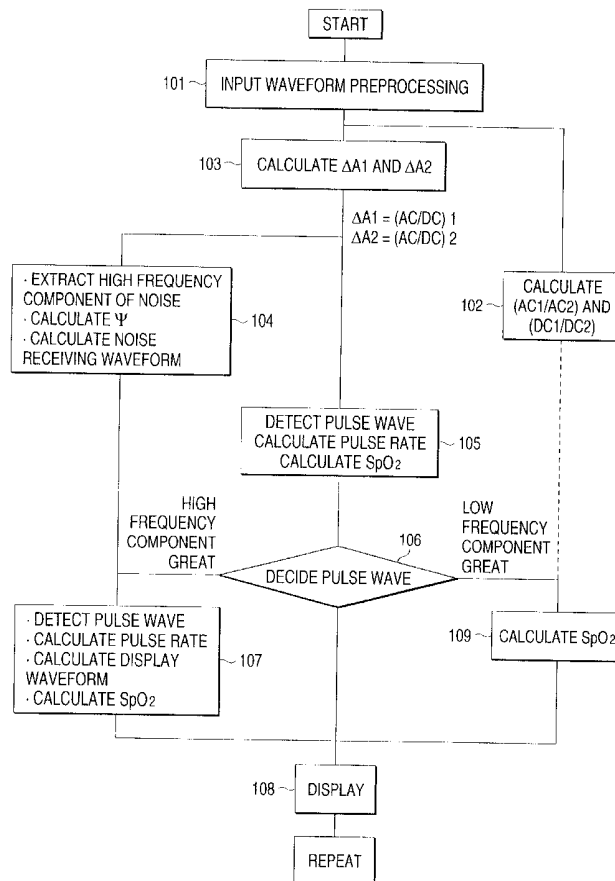 START
101
INPUT WAVEFORM PREPROCESSING
103
CALCULATE ΔA1 AND ΔA2
ΔA1 = (AC/DC) 1
ΔA2 = (AC/DC) 2
· EXTRACT HIGH FREQUENCY
COMPONENT OF NOISE
· CALCULATE Ψ
· CALCULATE NOISE
RECEIVING WAVEFORM
104
102
CALCULATE
(AC1/AC2) AND
(DC1/DC2)
DETECT PULSE WAVE
CALCULATE PULSE RATE
CALCULATE SpO2
105
HIGH
FREQUENCY
COMPONENT
GREAT
106
LOW
FREQUENCY
COMPONENT
GREAT
DECIDE PULSE WAVE
· DETECT PULSE WAVE
· CALCULATE PULSE RATE
· CALCULATE DISPLAY
WAVEFORM
· CALCULATE SpO2
107
109
CALCULATE SpO2
108
DISPLAY
REPEAT